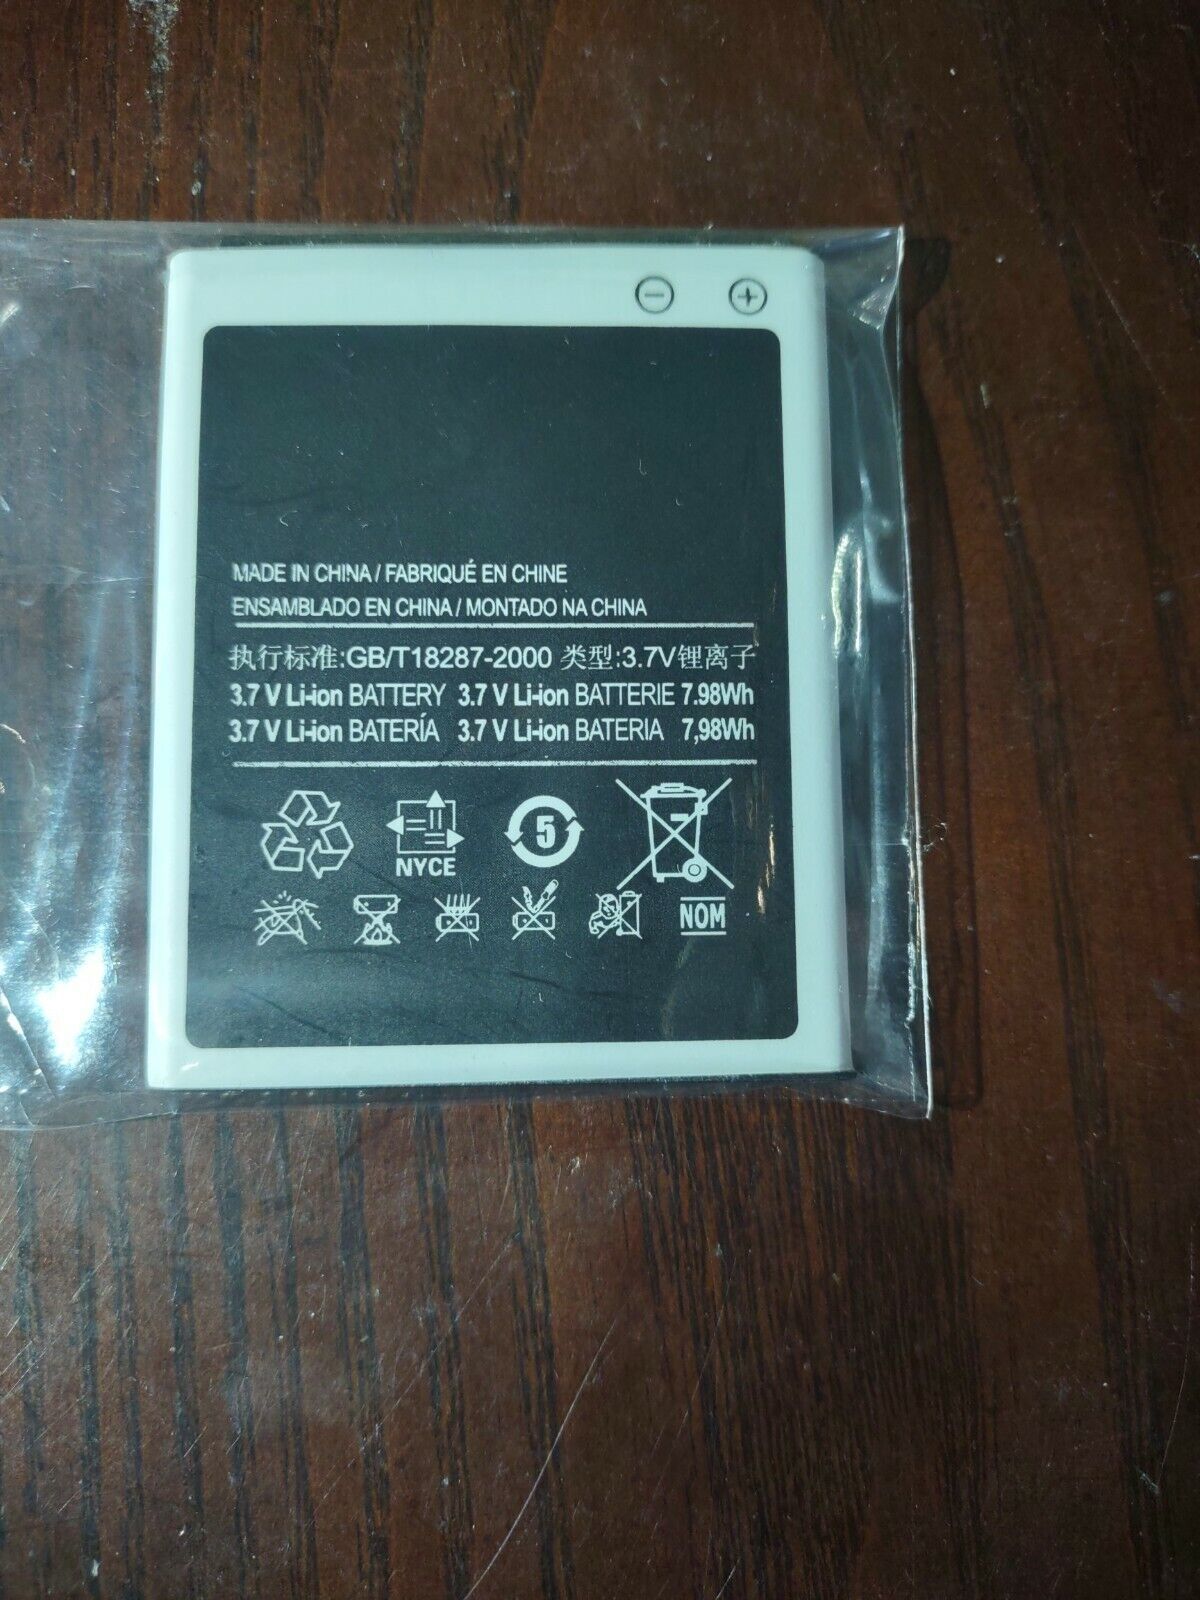 MADE IN CHINA / FABRIQUÉ EN CHINE
ENSAMBLADO EN CHINA / MONTADO NA CHINA
执行标准:GB/T18287-2000 类型:3.7V锂离子
3.7 V Li-ion BATTERY 3.7 V Li-ion BATTERIE 7.98Wh
3.7 V Li-ion BATERÍA 3.7 V Li-ion BATERIA 7,98Wh
NYCE
5
NOM